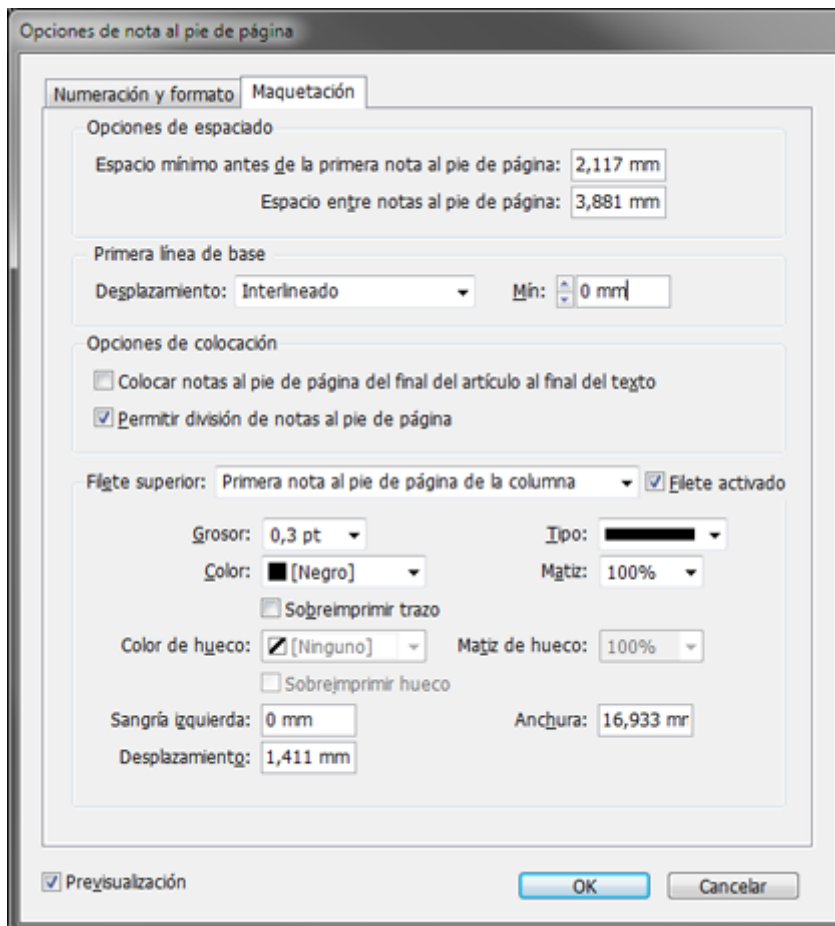 Opciones de nota al pie de página
Numeración y formato Maquetación
Opciones de espaciado
Espacio mínimo antes de la primera nota al pie de página: 2,117 mm
Espacio entre notas al pie de página: 3,881 mm
Primera línea de base
Desplazamiento: Interlineado Mín: 0 mm
Opciones de colocación
Colocar notas al pie de página del final del artículo al final del texto
Permitir división de notas al pie de página
Filete superior: Primera nota al pie de página de la columna Filete activado
Grosor: 0,3 pt Tipo:
Color: [Negro] Matiz: 100%
Sobreimprimir trazo
Color de hueco: [Ninguno] Matiz de hueco: 100%
Sobreimprimir hueco
Sangría izquierda: 0 mm Anchura: 16,933 mr
Desplazamiento: 1,411 mm
Previsualización OK Cancelar